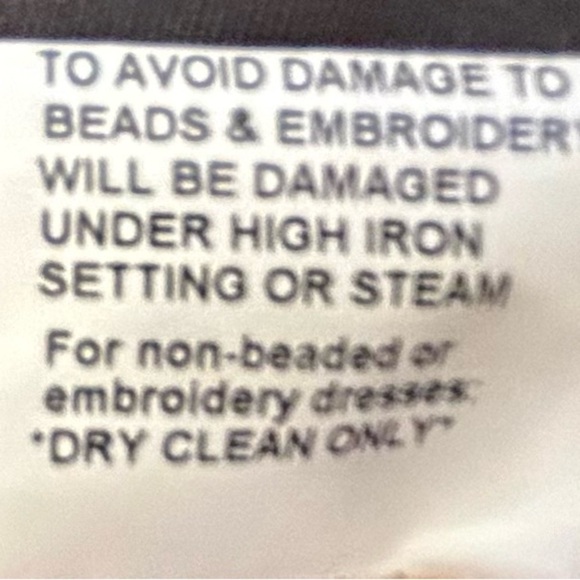 TO AVOID DAMAGE TO
BEADS & EMBROIDERY
WILL BE DAMAGED
UNDER HIGH IRON
SETTING OR STEAM
For non-beaded or
embroidery dresses:
*DRY CLEAN ONLY*